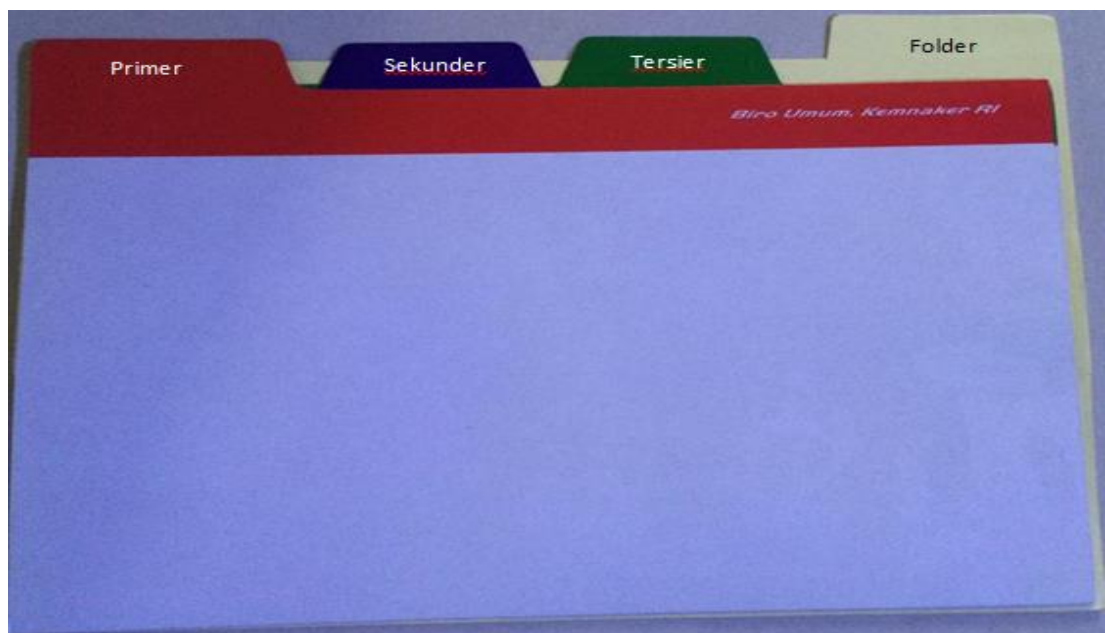 Primer
Sekunder
Tersier
Folder
Biro Umum. Kemnaker RI